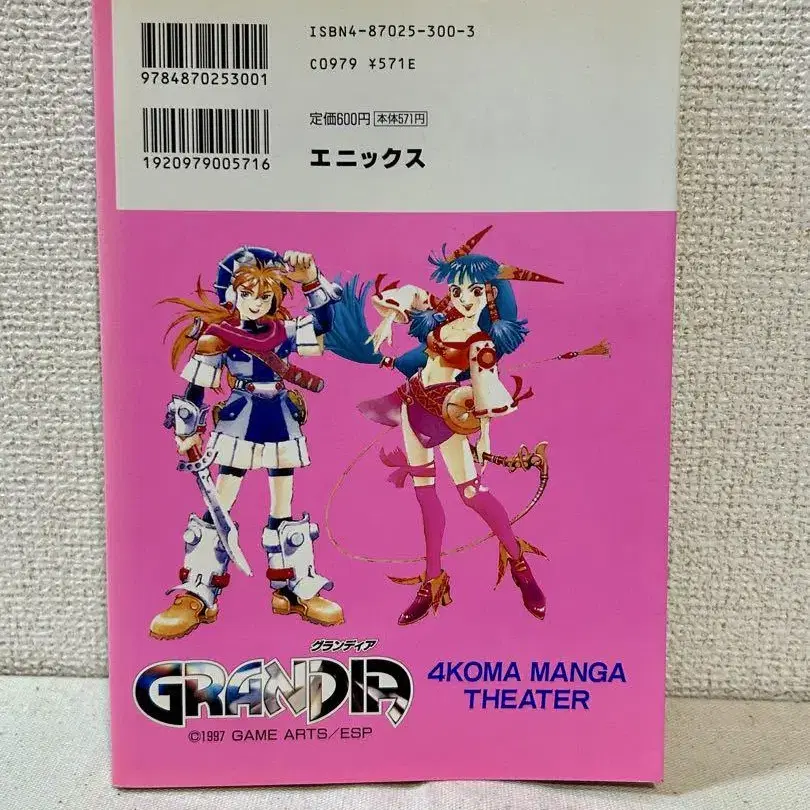 ISBN4-87025-300-3
9784870253001
C0979 ¥571E
定価600円 本体571円
1920979005716
エニックス
グランディア
GRANDIA
4KOMA MANGA
THEATER
©1997 GAME ARTS/ESP